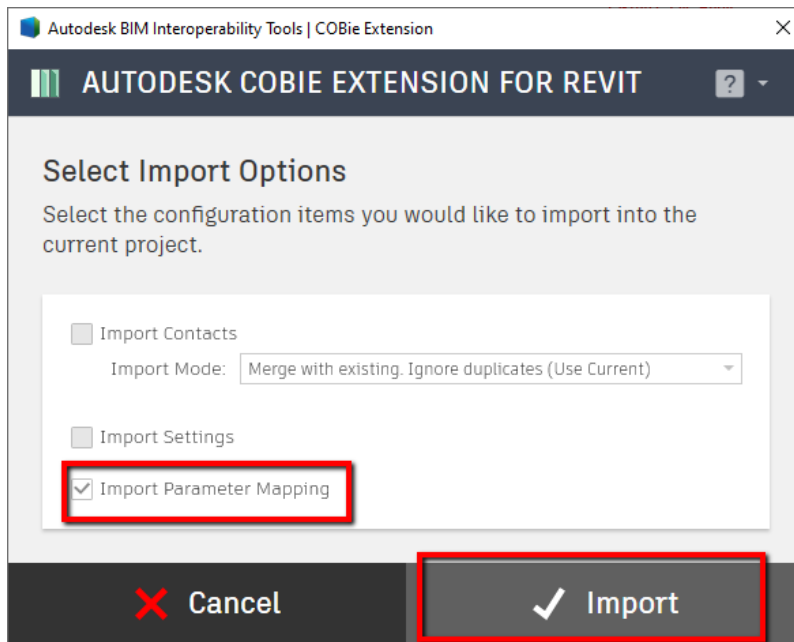 Autodesk BIM Interoperability Tools | COBie Extension
AUTODESK COBIE EXTENSION FOR REVIT
?
Select Import Options
Select the configuration items you would like to import into the
current project.
Import Contacts
Import Mode: Merge with existing. Ignore duplicates (Use Current)
Import Settings
Import Parameter Mapping
Cancel
Import